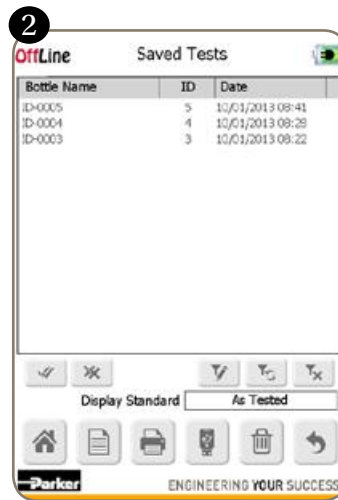 2
OffLine Saved Tests
Bottle Name ID Date
ID-0005 5 10/01/2013 08:41
ID-0004 4 10/01/2013 08:28
ID-0003 3 10/01/2013 08:22
Display Standard As Tested
Parker ENGINEERING YOUR SUCCESS